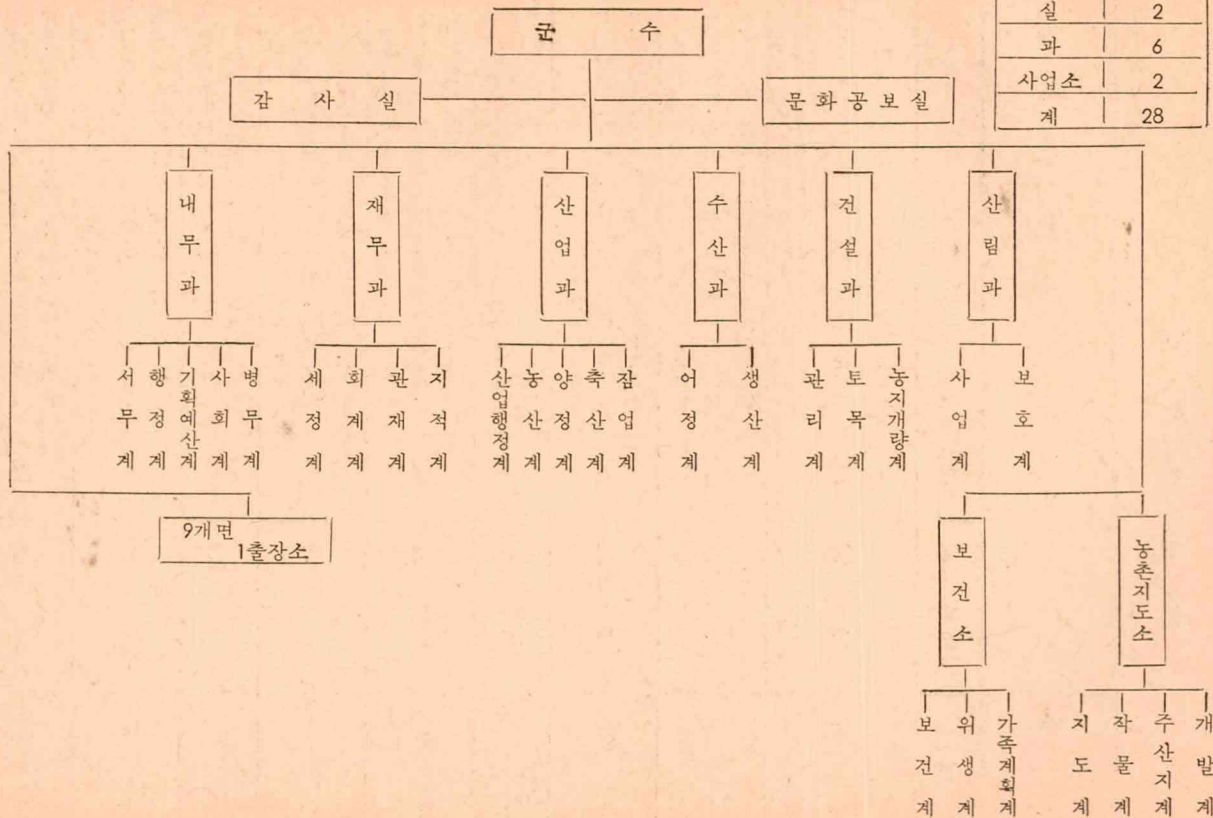 실 2
과 6
사업소 2
계 28
군 수
감 사 실
문화공보실
내무과
재무과
산업과
수산과
건설과
산림과
서무계
행정계
기획예산계
사회계
병무계
세정계
회계계
관재계
지적계
산업행정계
농산계
양정계
축산계
잠업계
어정계
생산계
관리계
토목계
농지개량계
사업계
보호계
9개면
1출장소
보건소
농촌지도소
보건계
위생계
가족계획계
지도계
작물계
주산지계
개발계